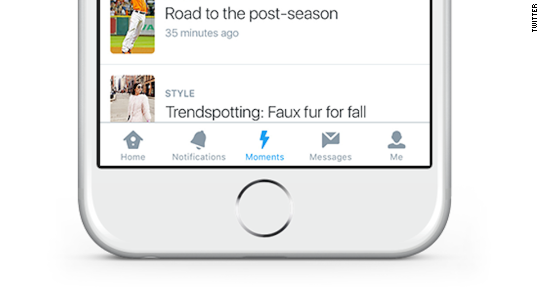 TWITTER
Road to the post-season
35 minutes ago
STYLE
Trendspotting: Faux fur for fall
Home Notifications Moments Messages Me